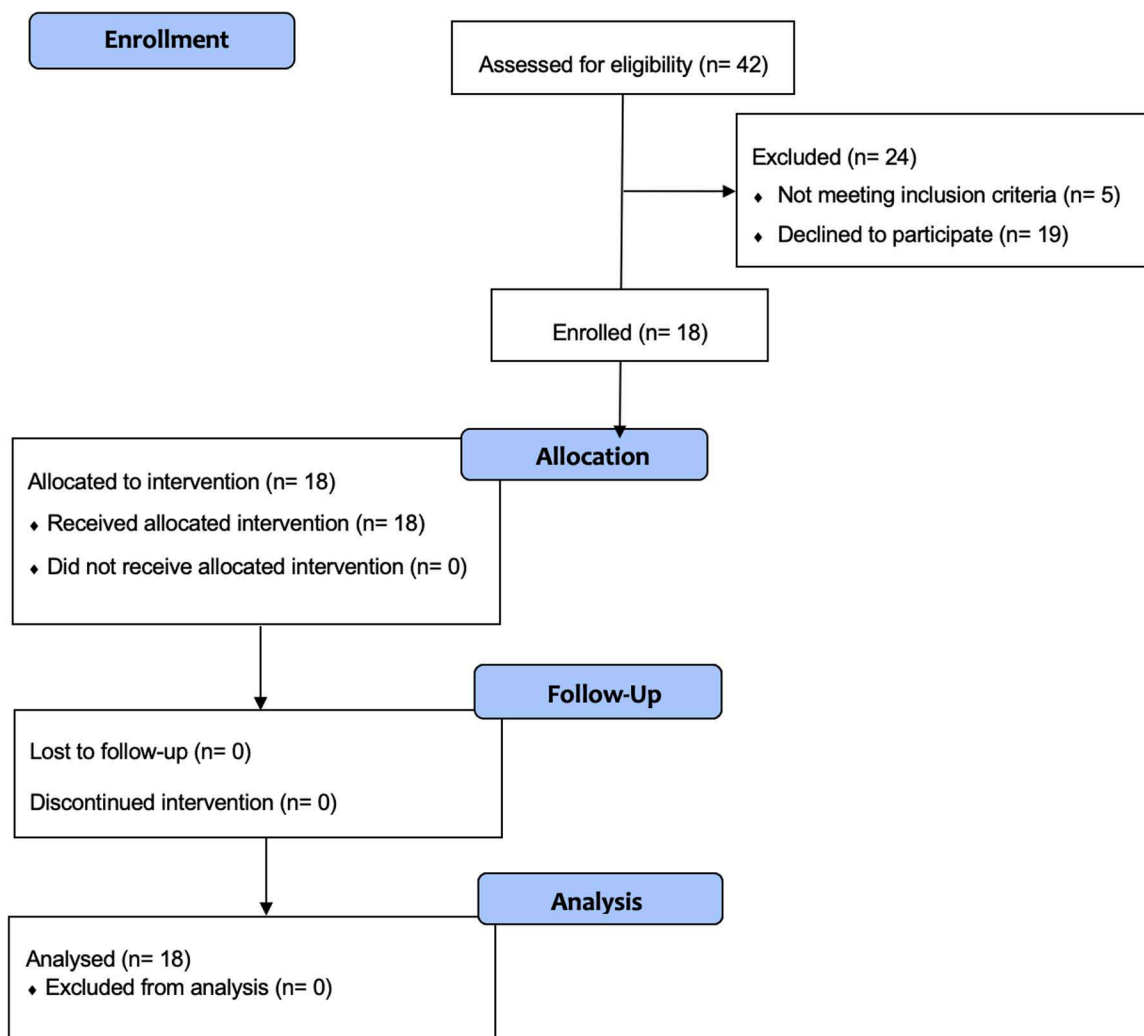 Enrollment
Assessed for eligibility (n= 42)
Excluded (n= 24)
♦ Not meeting inclusion criteria (n= 5)
♦ Declined to participate (n= 19)
Enrolled (n= 18)
Allocation
Allocated to intervention (n= 18)
♦ Received allocated intervention (n= 18)
♦ Did not receive allocated intervention (n= 0)
Follow-Up
Lost to follow-up (n= 0)
Discontinued intervention (n= 0)
Analysis
Analysed (n= 18)
♦ Excluded from analysis (n= 0)